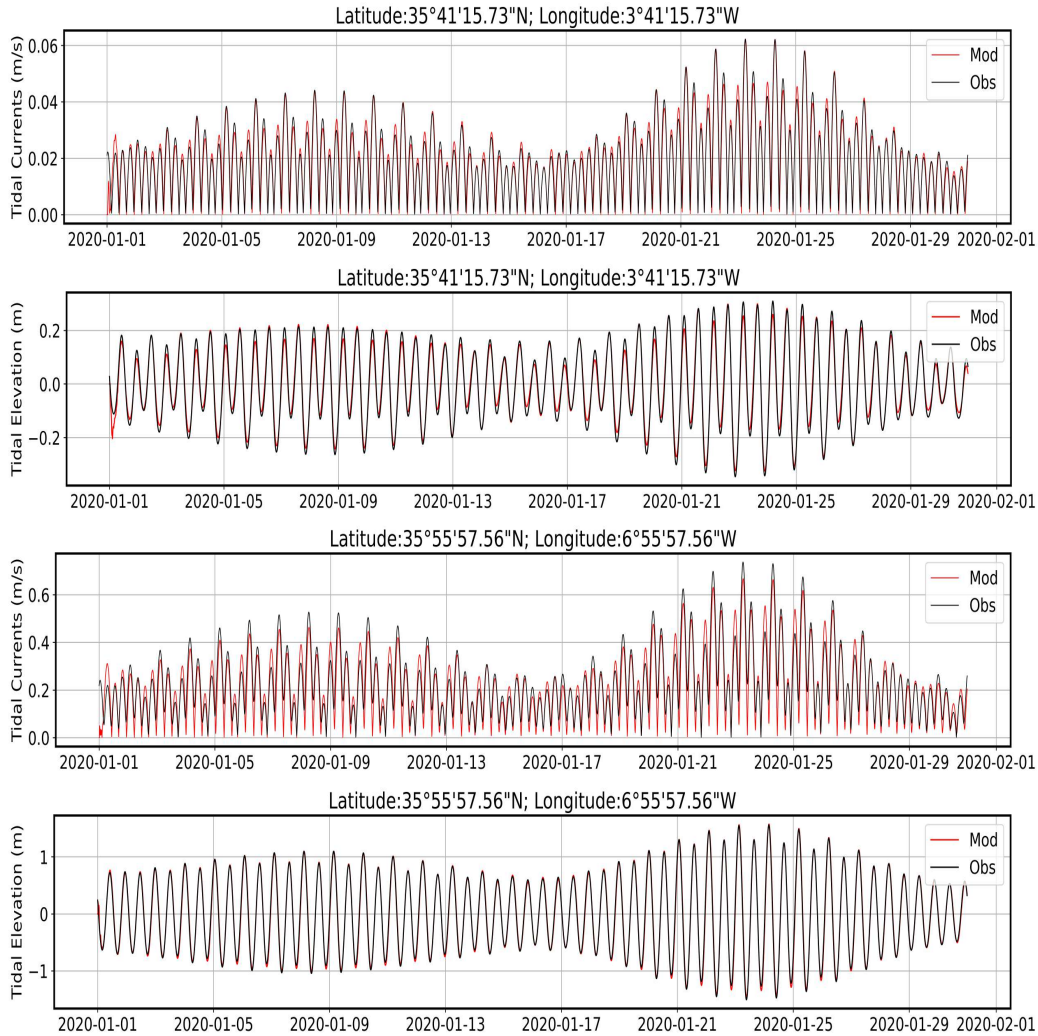 Latitude:35°41'15.73"N; Longitude:3°41'15.73"W
Tidal Currents (m/s)
0.06
0.04
0.02
0.00
Mod
Obs
2020-01-01 2020-01-05 2020-01-09 2020-01-13 2020-01-17 2020-01-21 2020-01-25 2020-01-29 2020-02-01
Latitude:35°41'15.73"N; Longitude:3°41'15.73"W
Tidal Elevation (m)
0.2
0.0
−0.2
Mod
Obs
2020-01-01 2020-01-05 2020-01-09 2020-01-13 2020-01-17 2020-01-21 2020-01-25 2020-01-29 2020-02-01
Latitude:35°55'57.56"N; Longitude:6°55'57.56"W
Tidal Currents (m/s)
0.6
0.4
0.2
0.0
Mod
Obs
2020-01-01 2020-01-05 2020-01-09 2020-01-13 2020-01-17 2020-01-21 2020-01-25 2020-01-29 2020-02-01
Latitude:35°55'57.56"N; Longitude:6°55'57.56"W
Tidal Elevation (m)
1
0
−1
Mod
Obs
2020-01-01 2020-01-05 2020-01-09 2020-01-13 2020-01-17 2020-01-21 2020-01-25 2020-01-29 2020-02-01